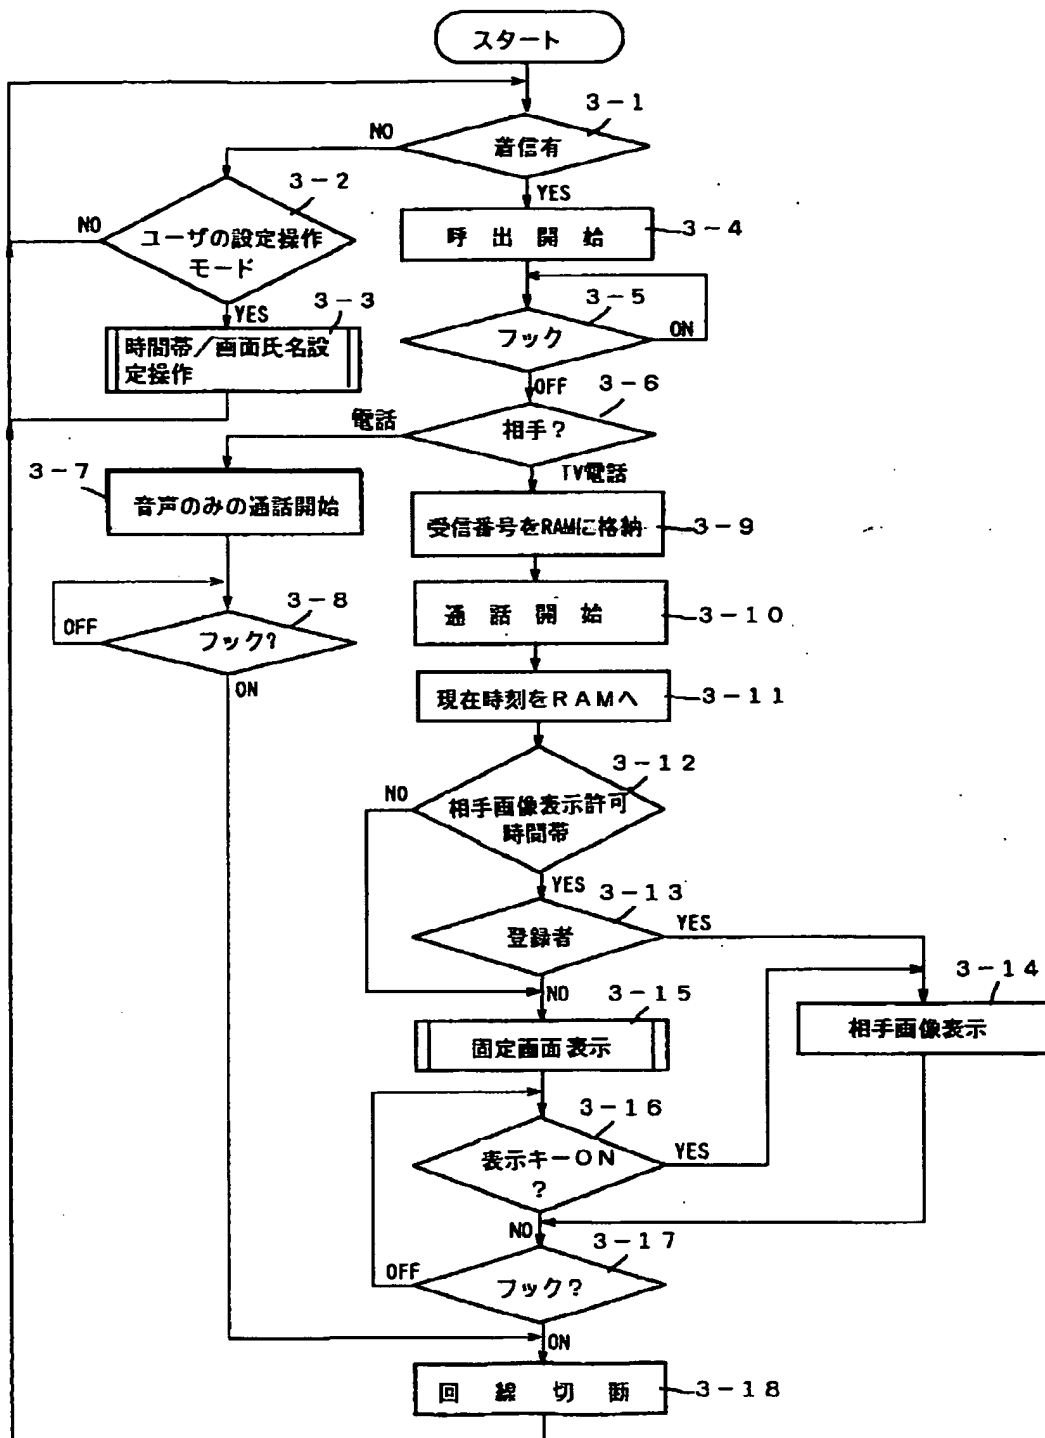 スタート
3-1
着信有
NO
YES
3-2
ユーザの設定操作
モード
NO
YES
3-3
時間帯/画面氏名設
定操作
呼出開始
3-4
3-5
フック
ON
OFF
3-6
相手?
電話
TV電話
3-7
音声のみの通話開始
3-8
フック?
OFF
ON
受信番号をRAMに格納
3-9
通話開始
3-10
現在時刻をRAMへ
3-11
3-12
相手画像表示許可
時間帯
NO
YES
3-13
登録者
YES
NO
3-14
相手画像表示
3-15
固定画面表示
3-16
表示キーON
?
YES
NO
3-17
フック?
OFF
ON
回線切断
3-18